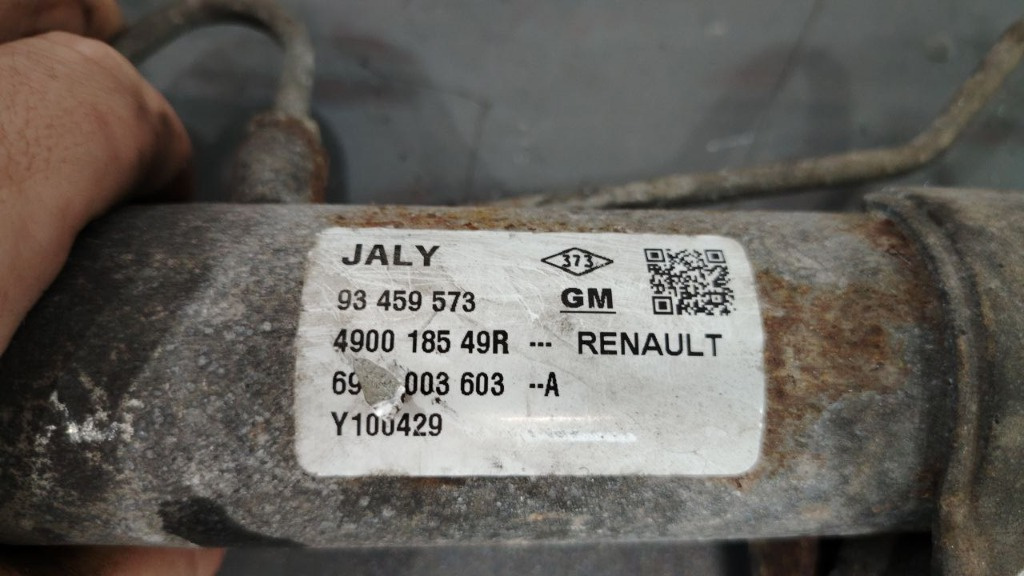 JALY
373
93 459 573
GM
4900 185 49R --- RENAULT
003 603 --A
Y100429